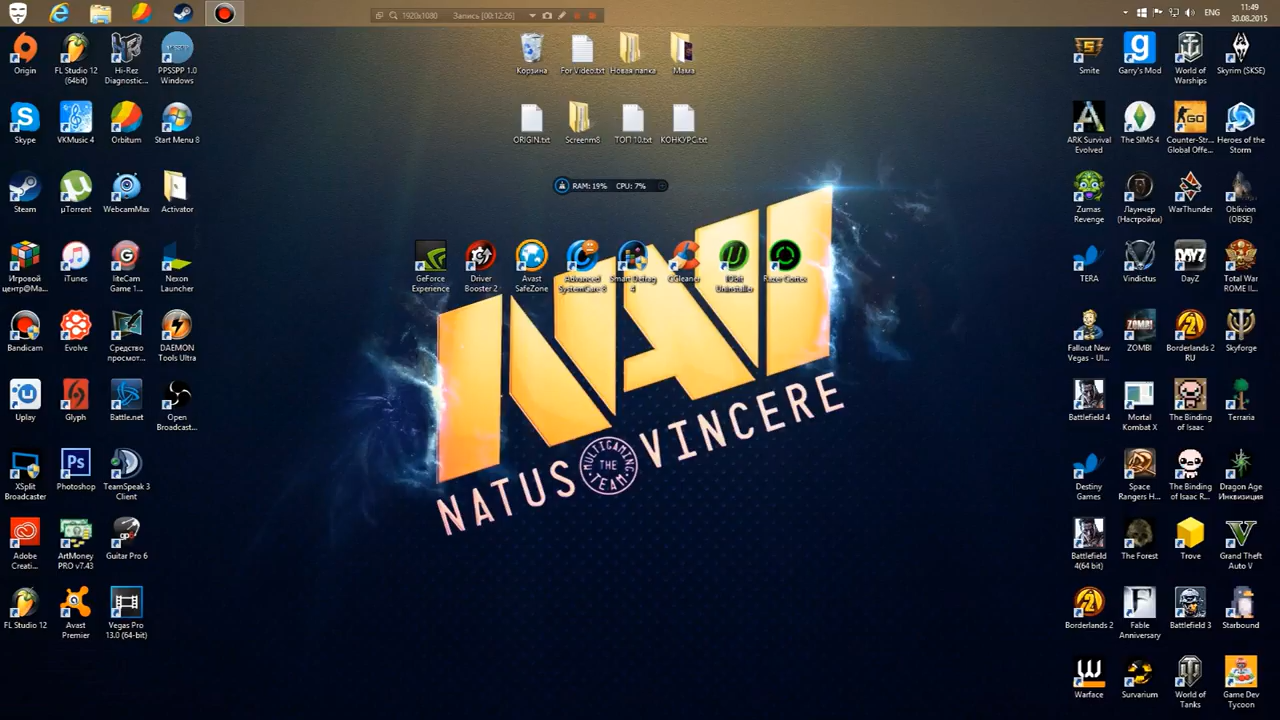 1920x1080
Запись [00:12:26]
ENG
11:49
30.08.2015
Origin
FL Studio 12
(64bit)
Hi-Rez
Diagnostic...
PPSSPP 1.0
Windows
Корзина
For Video.txt
Новая папка
Мама
Smite
Garry's Mod
World of
Warships
Skyrim (SKSE)
Skype
VKMusic 4
Orbitum
Start Menu 8
ORIGIN.txt
Screenm8
ТОП 10.txt
КОНКУРС.txt
ARK Survival
Evolved
The SIMS 4
Counter-Str...
Global Offe...
Heroes of the
Storm
RAM: 19%
CPU: 7%
Steam
µTorrent
WebcamMax
Activator
Zumas
Revenge
Лаунчер
(Настройки)
WarThunder
Oblivion
(OBSE)
Игровой
центр@Ma...
iTunes
liteCam
Game 1...
Nexon
Launcher
GeForce
Experience
Driver
Booster 2
Avast
SafeZone
Advanced
SystemCare 8
Smart Defrag
4
CCleaner
IObit
Uninstaller
Razer Cortex
TERA
Vindictus
DayZ
Total War
ROME II...
Bandicam
Evolve
Средство
просмот...
DAEMON
Tools Ultra
Fallout New
Vegas - Ul...
ZOMBI
Borderlands 2
RU
Skyforge
Uplay
Glyph
Battle.net
Open
Broadcast...
Battlefield 4
Mortal
Kombat X
The Binding
of Isaac
Terraria
NATUS VINCERE
MULTIGAMING
THE
TEAM
XSplit
Broadcaster
Photoshop
TeamSpeak 3
Client
Destiny
Games
Space
Rangers H...
The Binding
of Isaac R...
Dragon Age
Инквизиция
Adobe
Creati...
ArtMoney
PRO v7.43
Guitar Pro 6
Battlefield
4(64 bit)
The Forest
Trove
Grand Theft
Auto V
FL Studio 12
Avast
Premier
Vegas Pro
13.0 (64-bit)
Borderlands 2
Fable
Anniversary
Battlefield 3
Starbound
Warface
Survarium
World of
Tanks
Game Dev
Tycoon